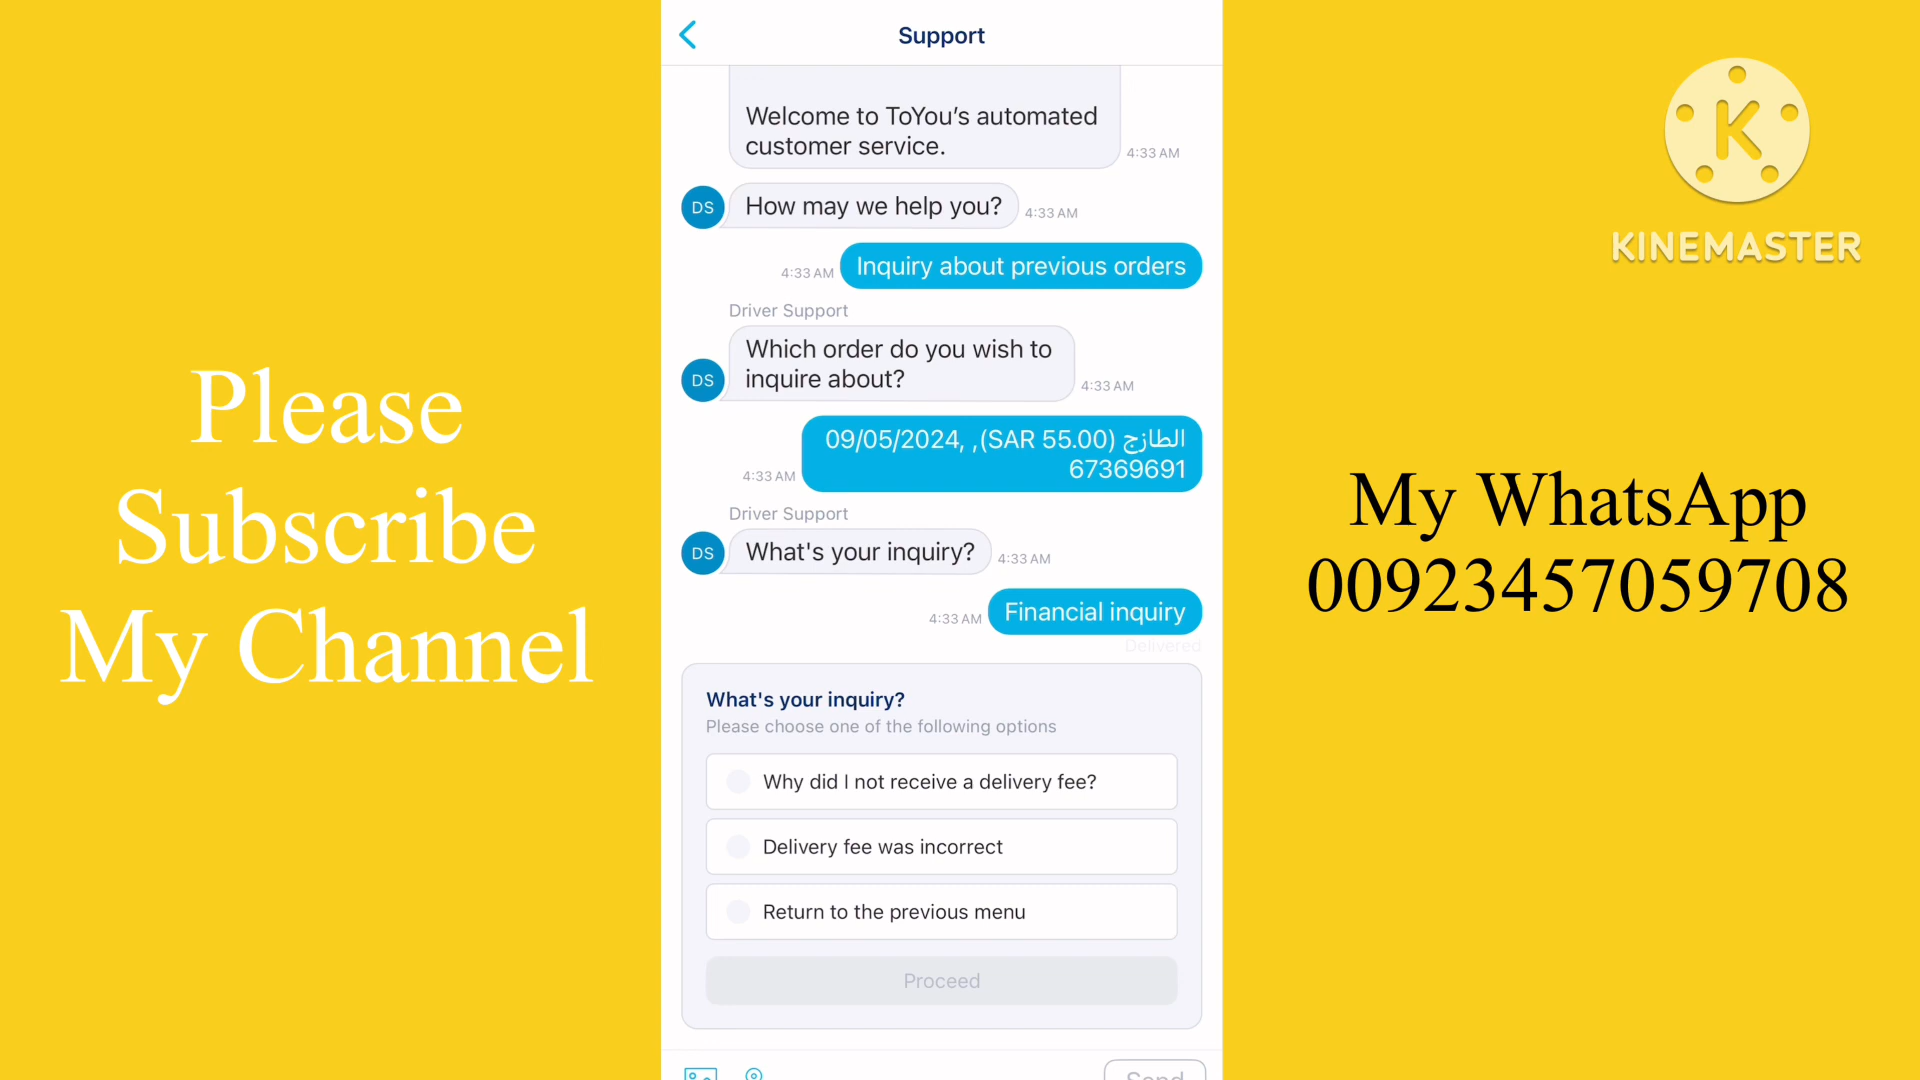 Please
Subscribe
My Channel
Support
Welcome to ToYou’s automated
customer service.
4:33 AM
DS
How may we help you?
4:33 AM
4:33 AM
Inquiry about previous orders
Driver Support
DS
Which order do you wish to
inquire about?
4:33 AM
4:33 AM
الطازج (SAR 55.00), ,09/05/2024
67369691
Driver Support
DS
What's your inquiry?
4:33 AM
4:33 AM
Financial inquiry
Delivered
What's your inquiry?
Please choose one of the following options
Why did I not receive a delivery fee?
Delivery fee was incorrect
Return to the previous menu
Proceed
Send
K
KINEMASTER
My WhatsApp
00923457059708